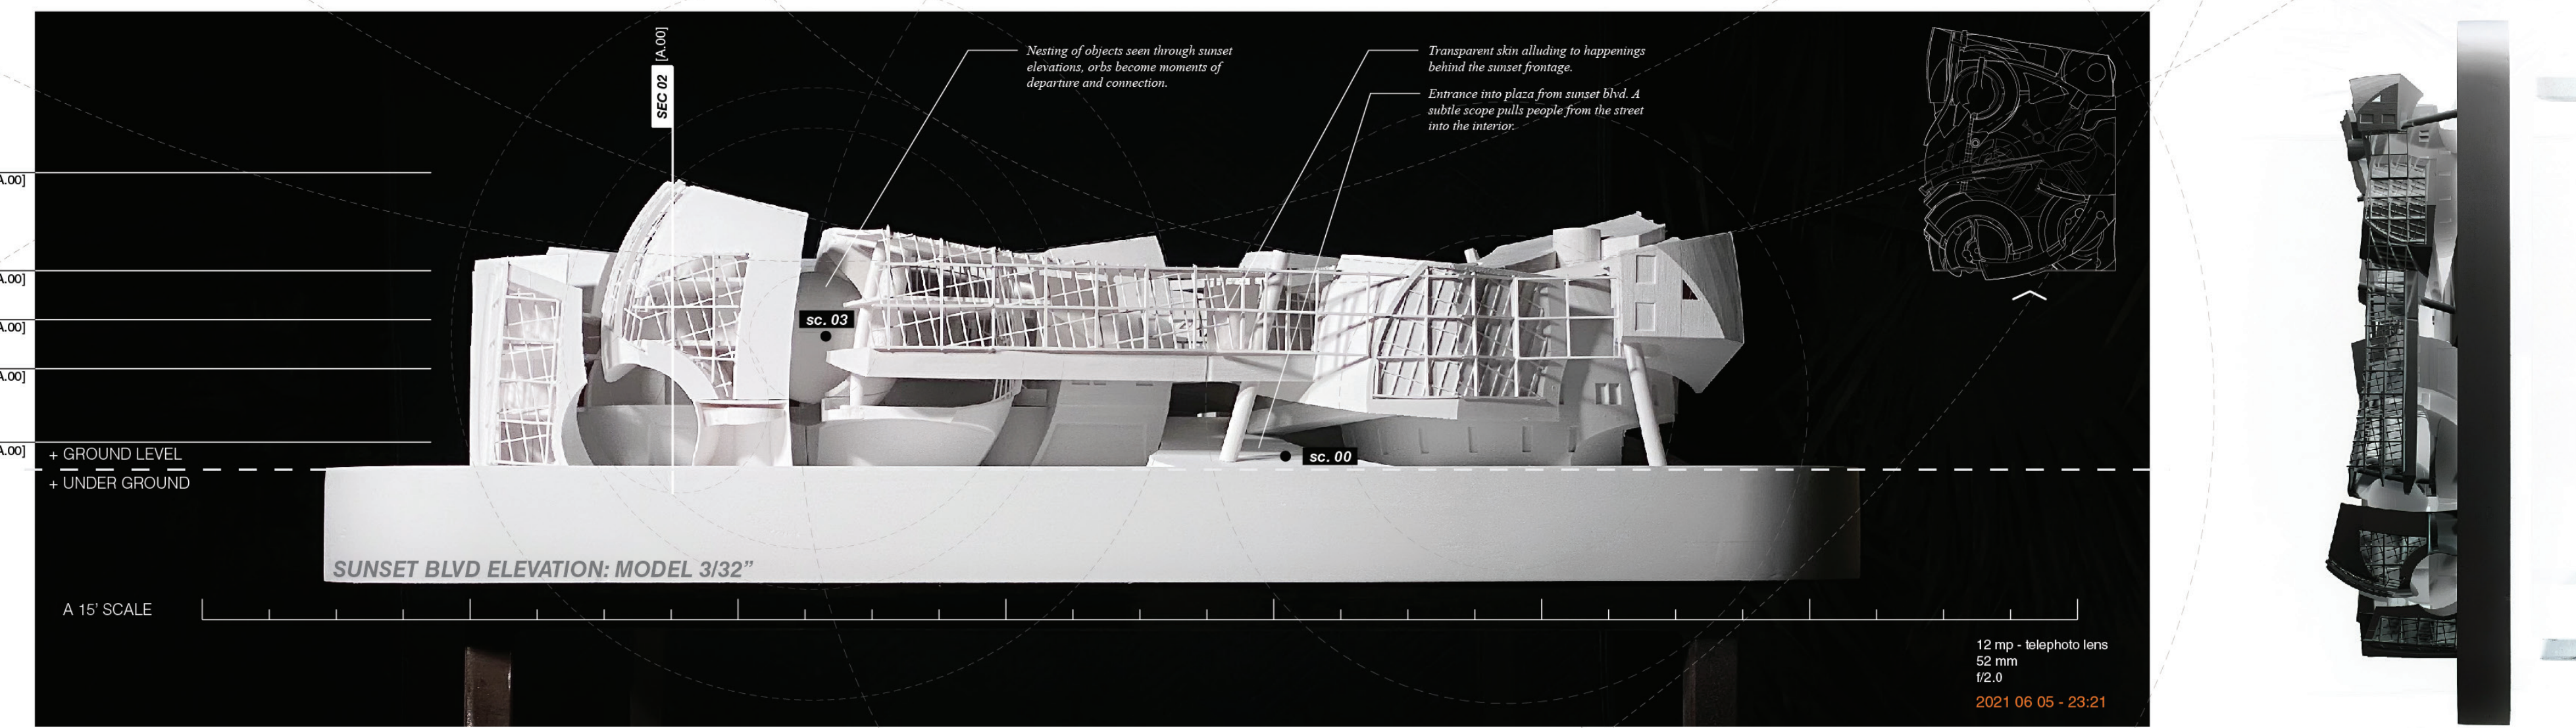 [A.00]
SEC 02
Nesting of objects seen through sunset
elevations, orbs become moments of
departure and connection.
Transparent skin alluding to happenings
behind the sunset frontage.
Entrance into plaza from sunset blvd. A
subtle scope pulls people from the street
into the interior.
A.00]
A.00]
A.00]
A.00]
A.00]
sc. 03
sc. 00
+ GROUND LEVEL
+ UNDER GROUND
SUNSET BLVD ELEVATION: MODEL 3/32”
A 15’ SCALE
12 mp - telephoto lens
52 mm
f/2.0
2021 06 05 - 23:21